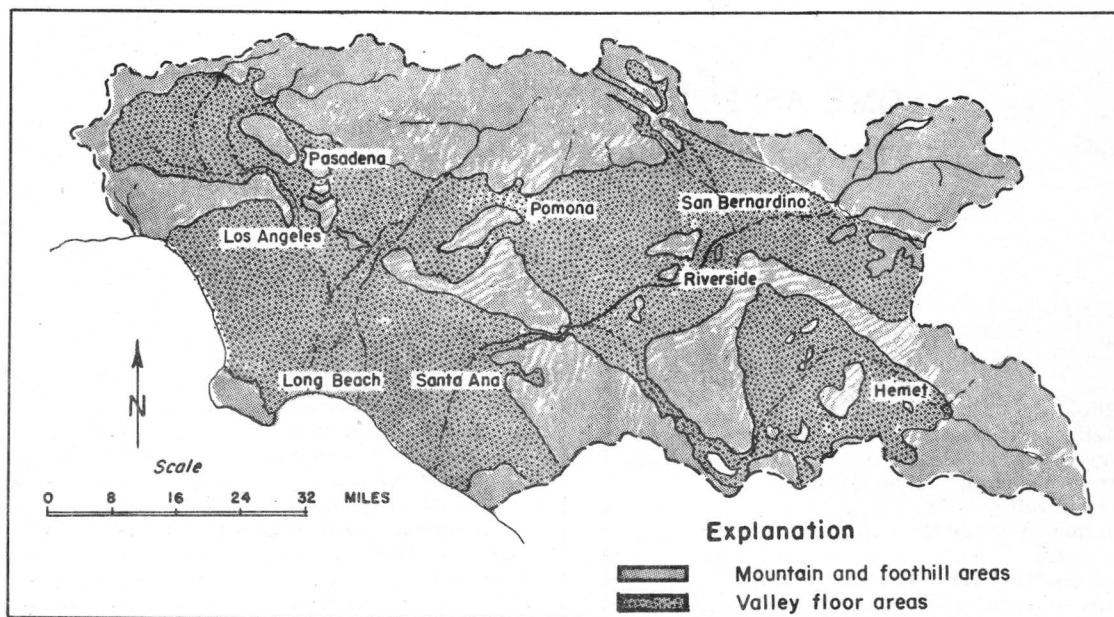 Pasadena
Pomona
San Bernardino
Los Angeles
Riverside
Long Beach
Santa Ana
Hemet
N
Scale
0 8 16 24 32 MILES
Explanation
Mountain and foothill areas
Valley floor areas